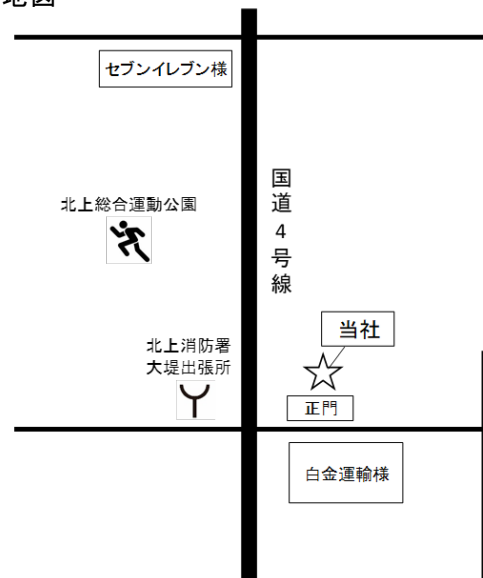 地図
セブンイレブン様
国道4号線
北上総合運動公園
当社
北上消防署
大堤出張所
正門
白金運輸様